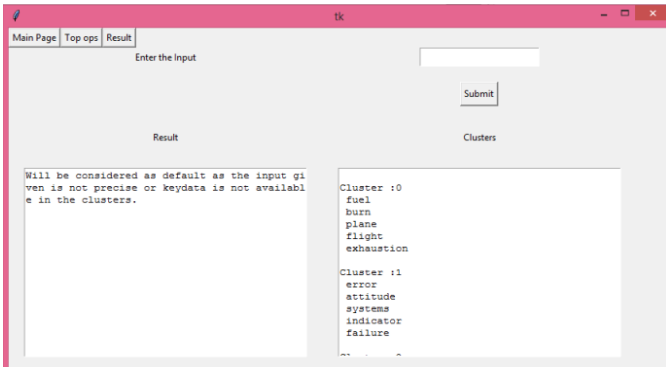 tk
Main Page Top ops Result
Enter the Input
Submit
Result Clusters
Will be considered as default as the input gi
ven is not precise or keydata is not availabl
e in the clusters.
Cluster :0
fuel
burn
plane
flight
exhaustion
Cluster :1
error
attitude
systems
indicator
failure